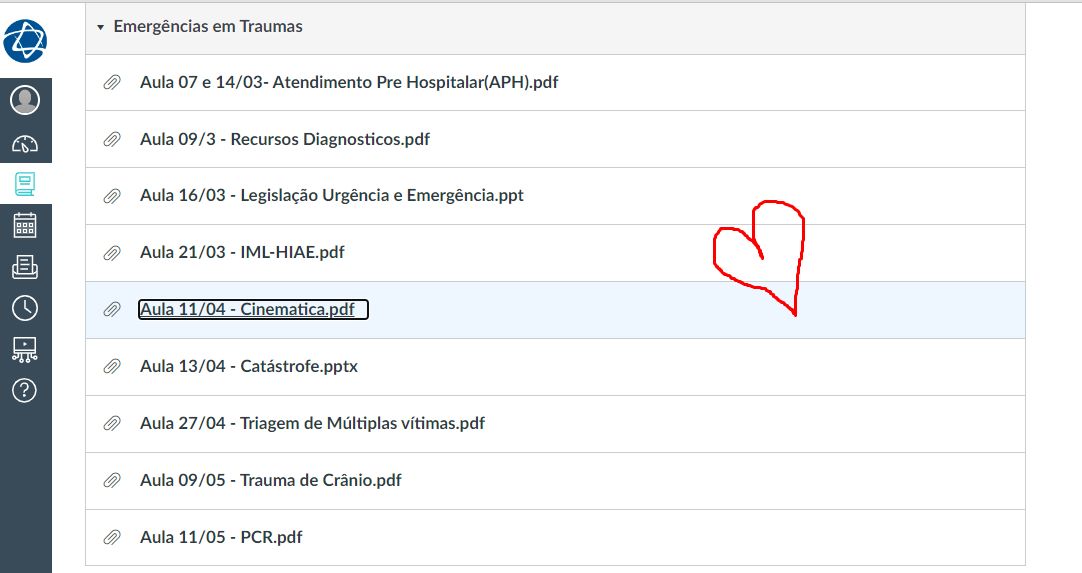 Emergências em Traumas
Aula 07 e 14/03- Atendimento Pre Hospitalar(APH).pdf
Aula 09/3 - Recursos Diagnosticos.pdf
Aula 16/03 - Legislação Urgência e Emergência.ppt
Aula 21/03 - IML-HIAE.pdf
Aula 11/04 - Cinematica.pdf
Aula 13/04 - Catástrofe.pptx
Aula 27/04 - Triagem de Múltiplas vítimas.pdf
Aula 09/05 - Trauma de Crânio.pdf
Aula 11/05 - PCR.pdf